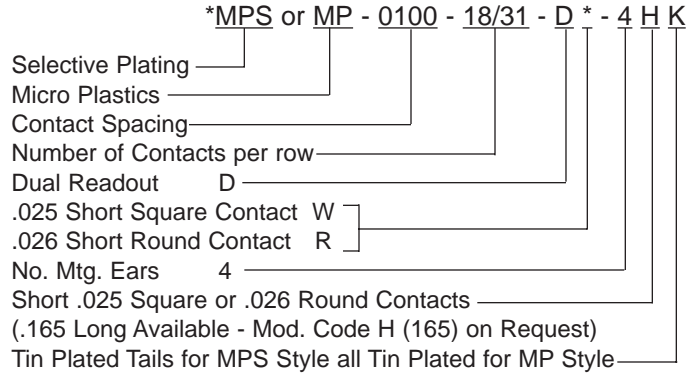 *MPS or MP - 0100 - 18/31 - D * - 4 H K
Selective Plating
Micro Plastics
Contact Spacing
Number of Contacts per row
Dual Readout D
.025 Short Square Contact W
.026 Short Round Contact R
No. Mtg. Ears 4
Short .025 Square or .026 Round Contacts
(.165 Long Available - Mod. Code H (165) on Request)
Tin Plated Tails for MPS Style all Tin Plated for MP Style